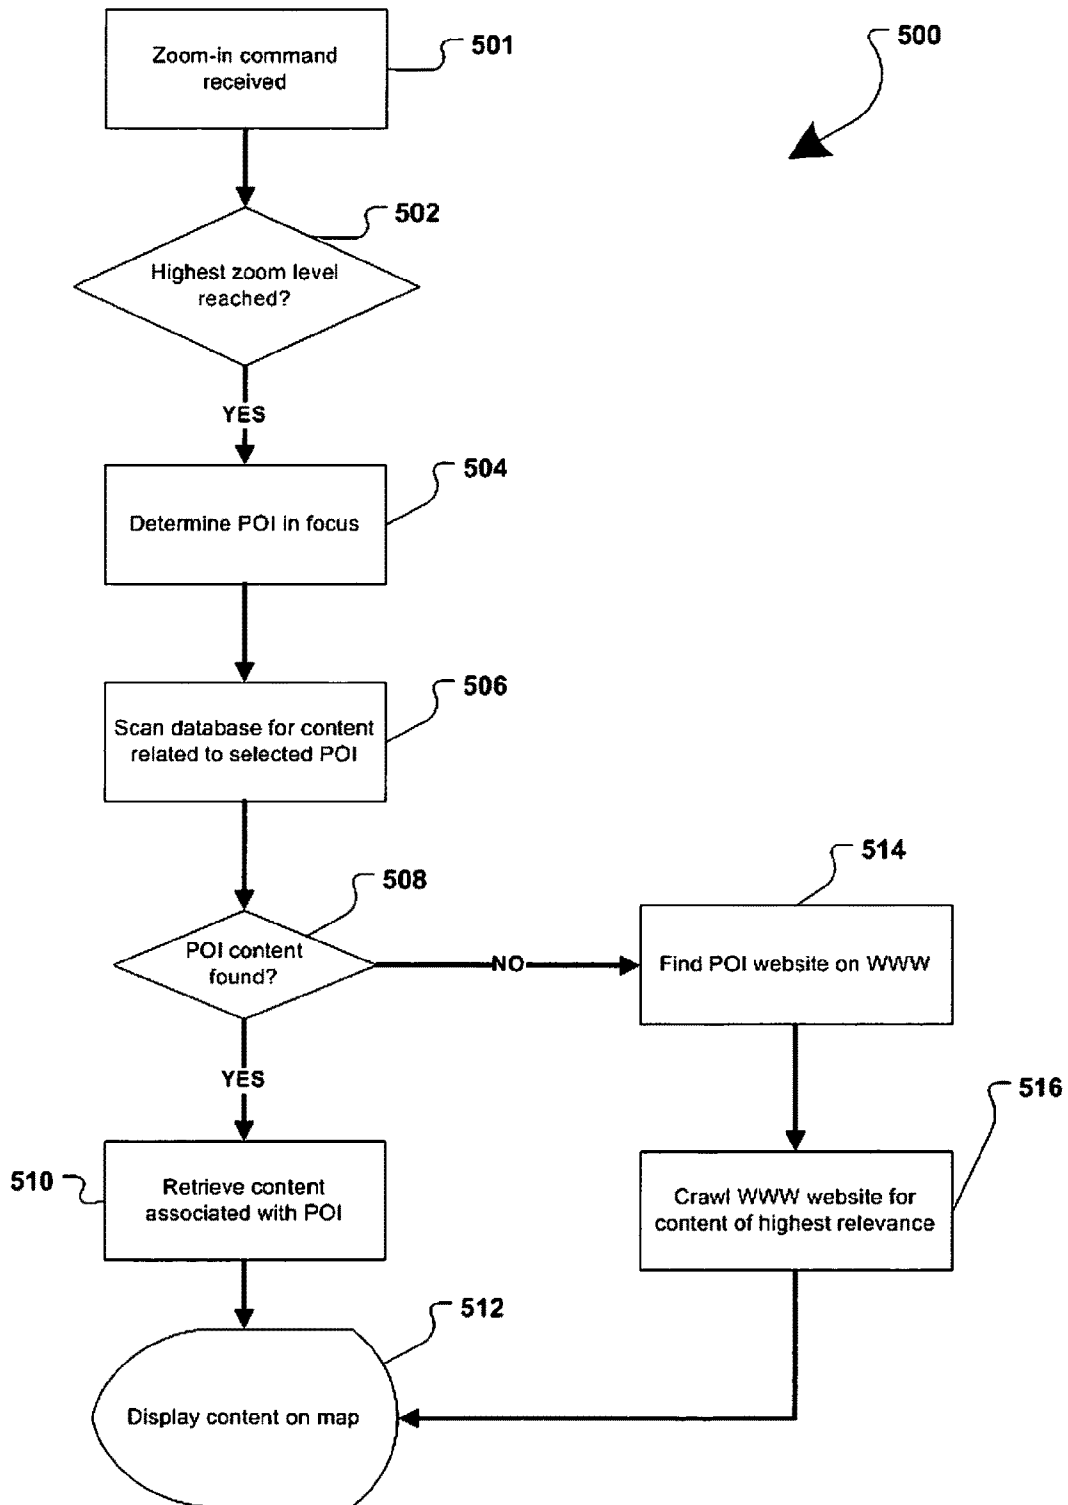 501
Zoom-in command
received
500
502
Highest zoom level
reached?
YES
504
Determine POI in focus
506
Scan database for content
related to selected POI
508
POI content
found?
NO
514
Find POI website on WWW
YES
516
510
Retrieve content
associated with POI
Crawl WWW website for
content of highest relevance
512
Display content on map